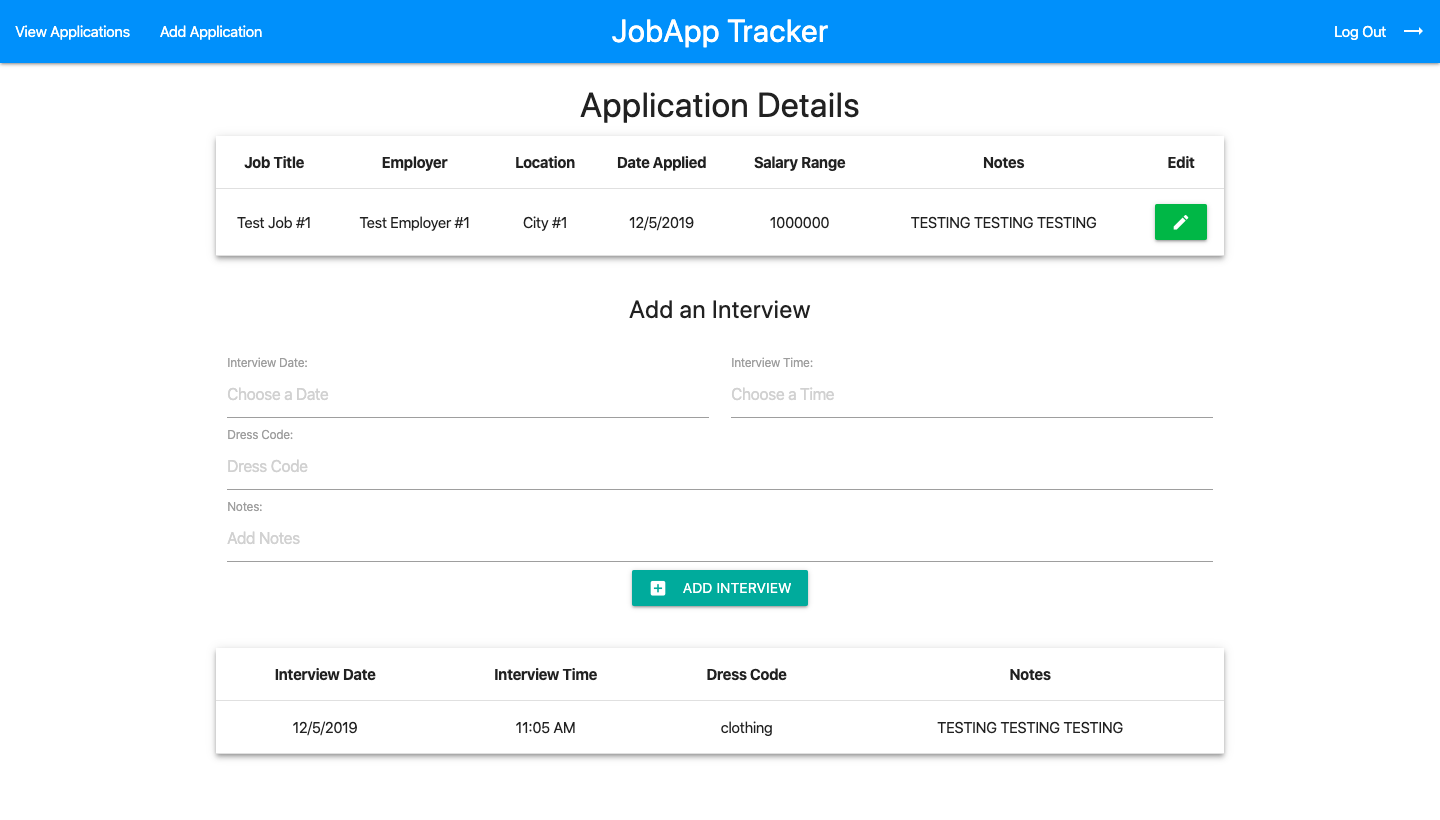 View Applications Add Application JobApp Tracker Log Out
Application Details
Job Title Employer Location Date Applied Salary Range Notes Edit
Test Job #1 Test Employer #1 City #1 12/5/2019 1000000 TESTING TESTING TESTING
Add an Interview
Interview Date: Interview Time:
Choose a Date Choose a Time
Dress Code:
Dress Code
Notes:
Add Notes
ADD INTERVIEW
Interview Date Interview Time Dress Code Notes
12/5/2019 11:05 AM clothing TESTING TESTING TESTING